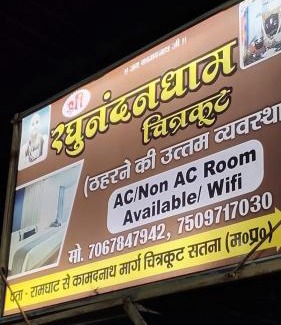 श्री
रघुनंदनधाम
चित्रकूट
(ठहरने की उत्तम व्यवस्था
AC/Non AC Room
Available/ Wifi
मो. 7067847942, 7509717030
पता - रामघाट से कामदनाथ मार्ग चित्रकूट सतना (म०प्र०)